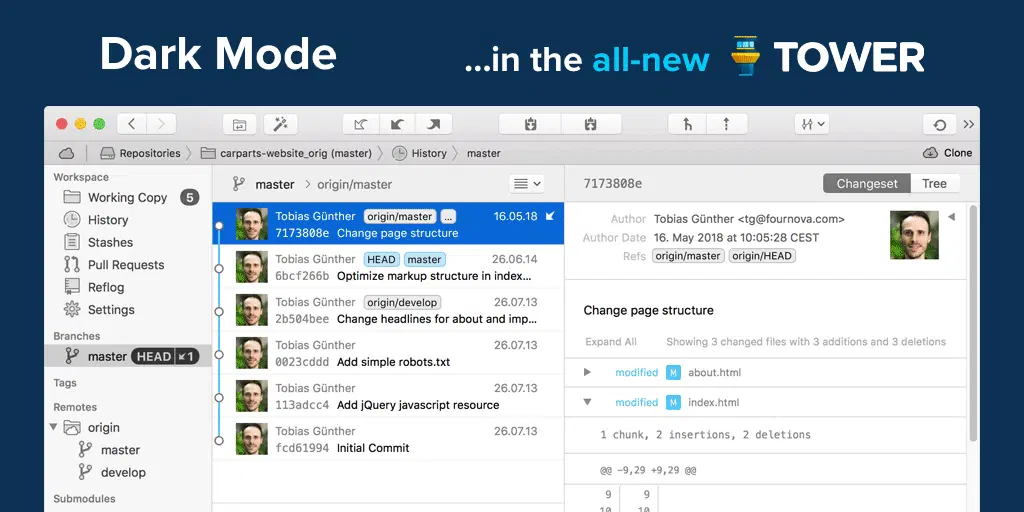 Dark Mode
...in the all-new TOWER
Repositories carparts-website_orig (master) History master
Clone
Workspace
Working Copy 5
History
Stashes
Pull Requests
Reflog
Settings
Branches
master HEAD 1
Tags
Remotes
origin
master
develop
Submodules
master origin/master
Tobias Günther origin/master ... 16.05.18
7173808e Change page structure
Tobias Günther HEAD master 26.06.14
6bcf266b Optimize markup structure in index...
Tobias Günther origin/develop 26.07.13
2b504bee Change headlines for about and imp...
Tobias Günther 26.07.13
0023cddd Add simple robots.txt
Tobias Günther 26.07.13
113adcc4 Add jQuery javascript resource
Tobias Günther 26.07.13
fcd61994 Initial Commit
7173808e
Changeset Tree
Author Tobias Günther <tg@fournova.com>
Author Date 16. May 2018 at 10:05:28 CEST
Refs origin/master origin/HEAD
Change page structure
Expand All Showing 3 changed files with 3 additions and 3 deletions
modified M about.html
modified M index.html
1 chunk, 2 insertions, 2 deletions
@@ -9,29 +9,29 @@
9 9
10 10